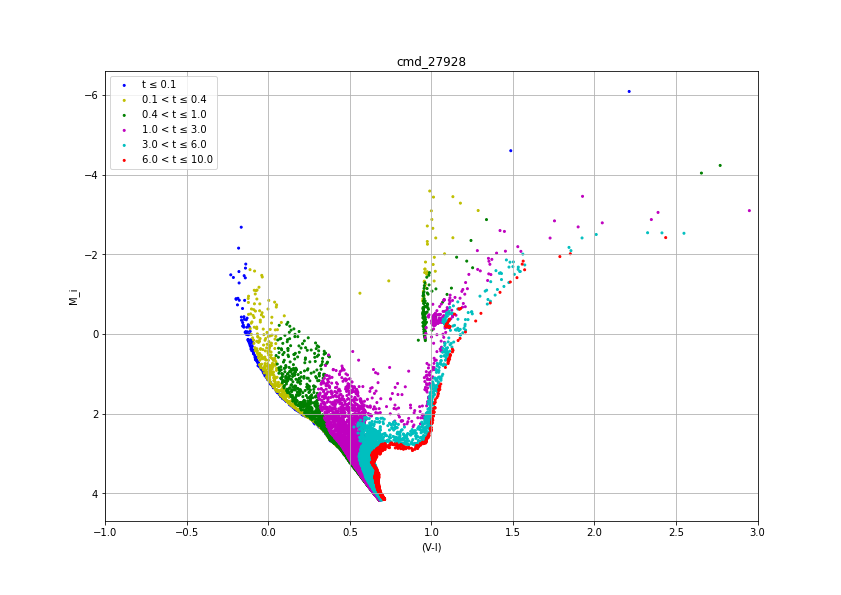 cmd_27928
t ≤ 0.1
0.1 < t ≤ 0.4
0.4 < t ≤ 1.0
1.0 < t ≤ 3.0
3.0 < t ≤ 6.0
6.0 < t ≤ 10.0
−6
−4
−2
0
2
4
M_i
−1.0 −0.5 0.0 0.5 1.0 1.5 2.0 2.5 3.0
(V-I)